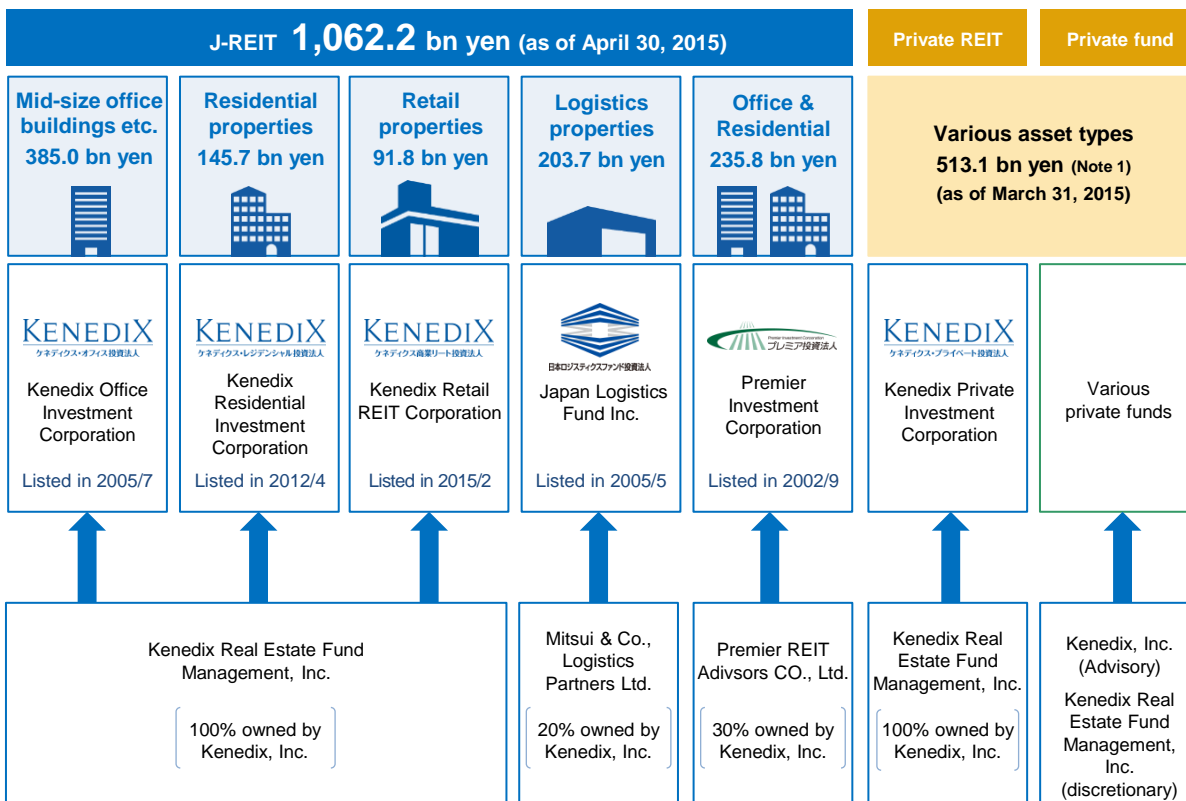 J-REIT 1,062.2 bn yen (as of April 30, 2015)
Private REIT
Private fund
Mid-size office
buildings etc.
385.0 bn yen
Residential
properties
145.7 bn yen
Retail
properties
91.8 bn yen
Logistics
properties
203.7 bn yen
Office &
Residential
235.8 bn yen
Various asset types
513.1 bn yen (Note 1)
(as of March 31, 2015)
KENEDIX
ケネディクス・オフィス投資法人
Kenedix Office
Investment
Corporation
Listed in 2005/7
KENEDIX
ケネディクス・レジデンシャル投資法人
Kenedix
Residential
Investment
Corporation
Listed in 2012/4
KENEDIX
ケネディクス商業リート投資法人
Kenedix Retail
REIT Corporation
Listed in 2015/2
日本ロジスティクスファンド投資法人
Japan Logistics
Fund Inc.
Listed in 2005/5
Premier Investment Corporation
プレミア投資法人
Premier
Investment
Corporation
Listed in 2002/9
KENEDIX
ケネディクス・プライベート投資法人
Kenedix Private
Investment
Corporation
Various
private funds
Kenedix Real Estate Fund
Management, Inc.
100% owned by
Kenedix, Inc.
Mitsui & Co.,
Logistics
Partners Ltd.
20% owned by
Kenedix, Inc.
Premier REIT
Adivsors CO., Ltd.
30% owned by
Kenedix, Inc.
Kenedix Real
Estate Fund
Management, Inc.
100% owned by
Kenedix, Inc.
Kenedix, Inc.
(Advisory)
Kenedix Real
Estate Fund
Management,
Inc.
(discretionary)